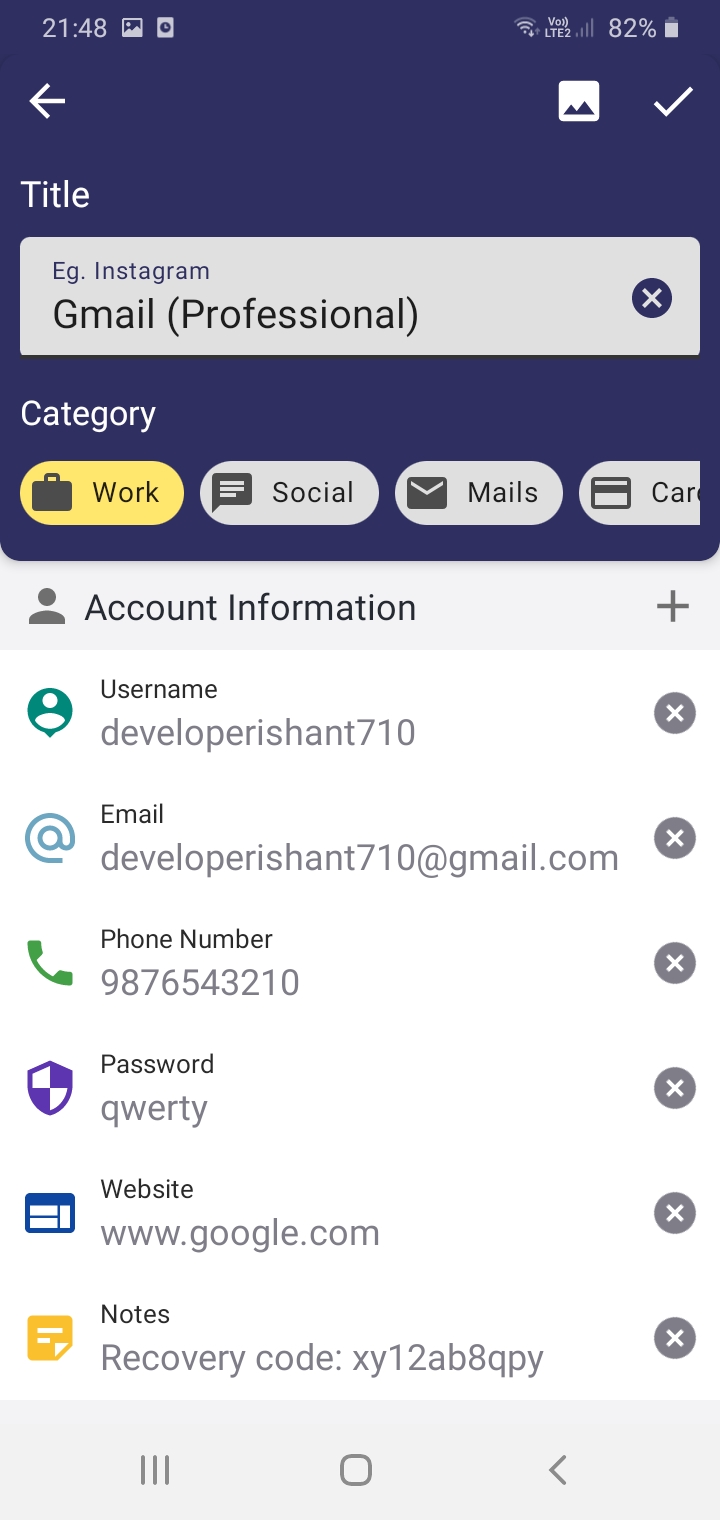 21:48 Vo)) LTE2 82%
Title
Eg. Instagram
Gmail (Professional)
Category
Work Social Mails Car
Account Information
Username
developerishant710
Email
developerishant710@gmail.com
Phone Number
9876543210
Password
qwerty
Website
www.google.com
Notes
Recovery code: xy12ab8qpy